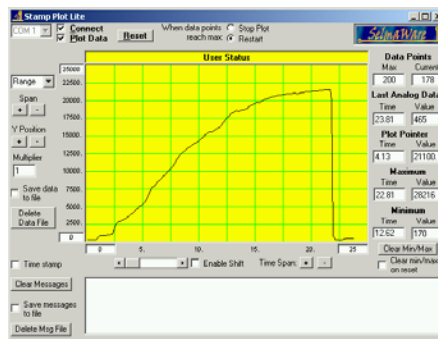 Stamp Plot Lite
COM 1
Connect
Plot Data
Reset
When data points
reach max:
Stop Plot
Restart
SelmaWare
User Status
25000
22500.
20000.
17500.
15000.
12500.
10000.
7500.
5000.
2500.
0
0
5.
10.
15.
20.
25
Range
Span
+ -
Y Position
+ -
Multiplier
1
Save data
to file
Delete
Data File
Data Points
Max Current
200 178
Last Analog Data
Time Value
23.81 465
Plot Pointer
Time Value
4.13 21100.
Maximum
Time Value
22.81 28216
Minimum
Time Value
12.62 170
Clear Min/Max
Clear min/max
on reset
Time stamp
Enable Shift
Time Span:
+ -
Clear Messages
Save messages
to file
Delete Msg File